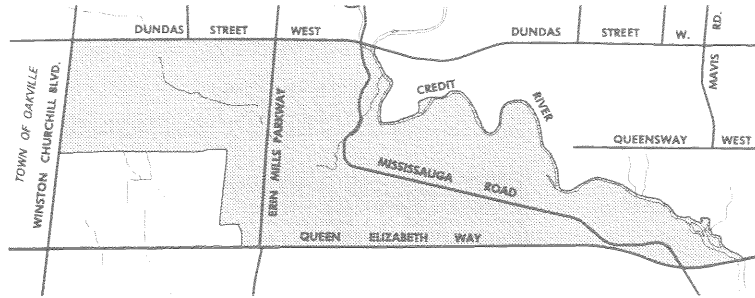 DUNDAS STREET WEST
DUNDAS STREET W.
MAVIS RD.
TOWN OF OAKVILLE
WINSTON CHURCHILL BLVD.
ERIN MILLS PARKWAY
CREDIT RIVER
QUEENSWAY WEST
MISSISSAUGA ROAD
QUEEN ELIZABETH WAY